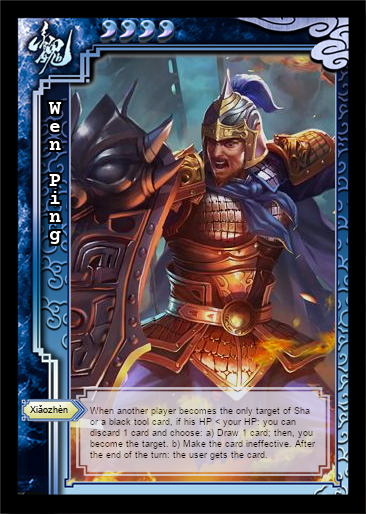 魏
Wen Ping
Xiǎozhèn
When another player becomes the only target of Sha
or a black tool card, if his HP < your HP: you can
discard 1 card and choose: a) Draw 1 card; then, you
become the target. b) Make the card ineffective. After
the end of the turn: the user gets the card.